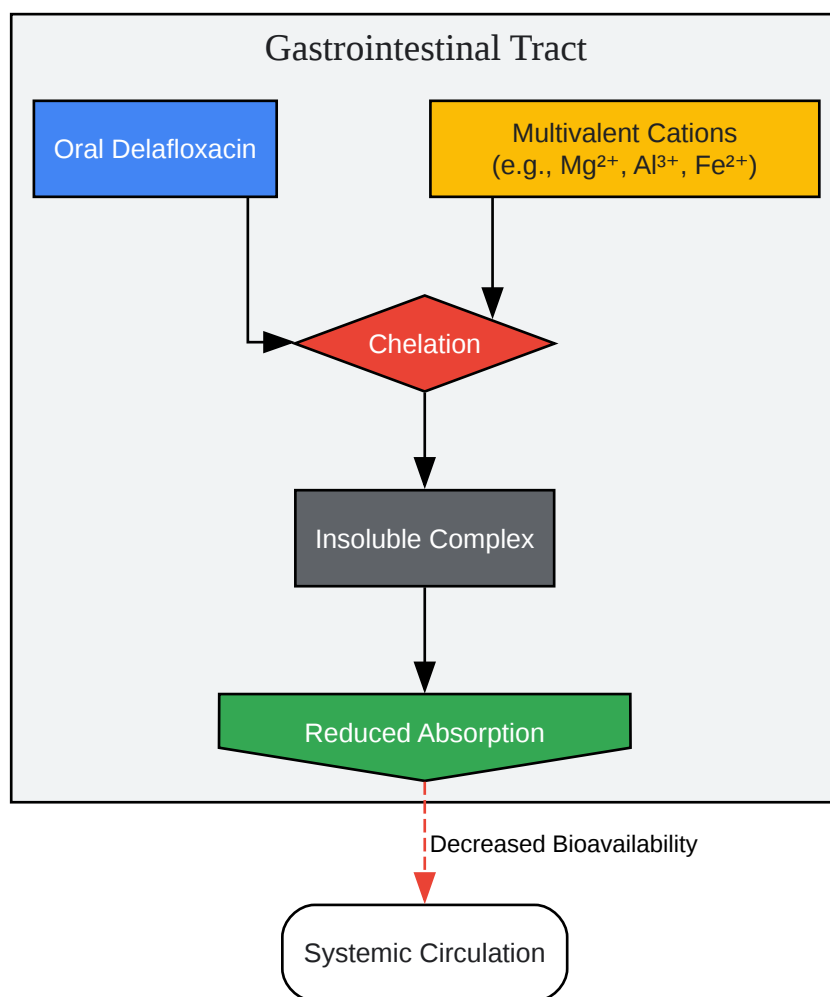 Gastrointestinal Tract
Oral Delafloxacin
Multivalent Cations
(e.g., Mg²⁺, Al³⁺, Fe²⁺)
Chelation
Insoluble Complex
Reduced Absorption
Decreased Bioavailability
Systemic Circulation